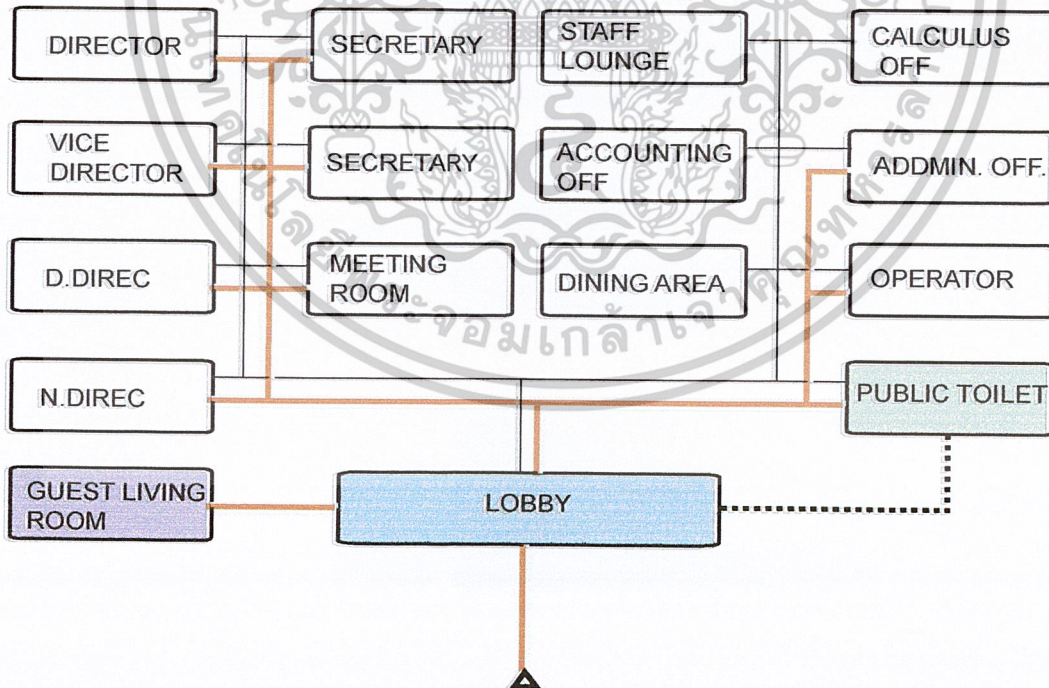 DIRECTOR
SECRETARY
STAFF
LOUNGE
CALCULUS
OFF
VICE
DIRECTOR
SECRETARY
ACCOUNTING
OFF
ADDMIN. OFF.
D.DIREC
MEETING
ROOM
DINING AREA
OPERATOR
N.DIREC
PUBLIC TOILET
GUEST LIVING
ROOM
LOBBY